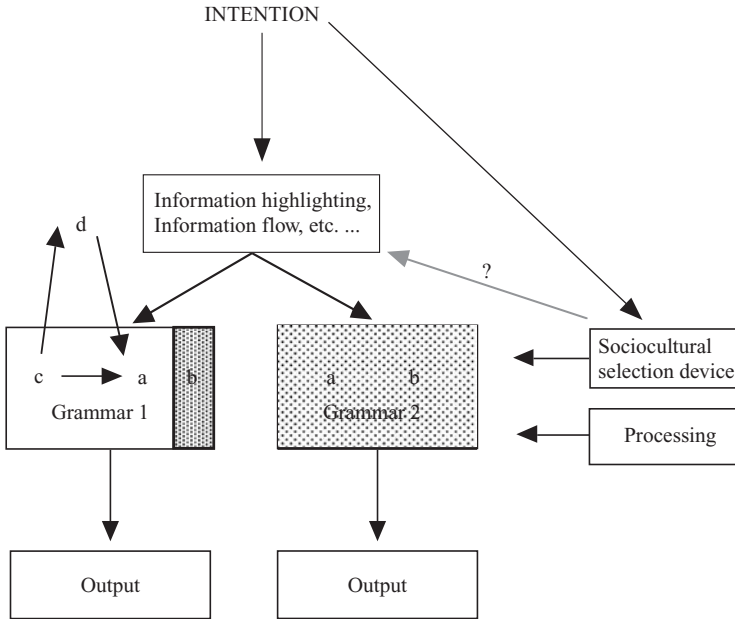 INTENTION
Information highlighting,
Information flow, etc. ...
d
?
c
a
b
Grammar 1
a
b
Grammar 2
Sociocultural
selection device
Processing
Output
Output